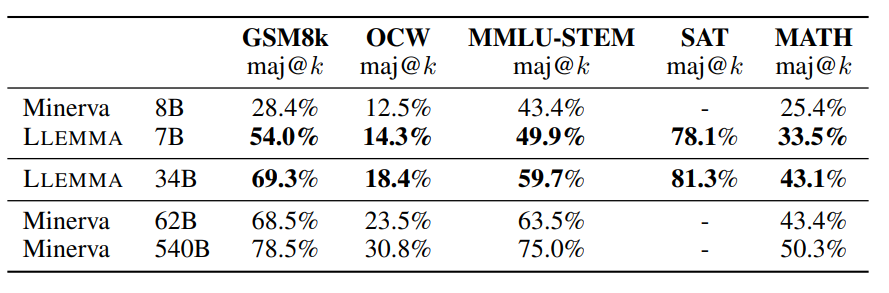 GSM8k OCW MMLU-STEM SAT MATH
maj@k maj@k maj@k maj@k maj@k
Minerva 8B 28.4% 12.5% 43.4% - 25.4%
LLEMMA 7B 54.0% 14.3% 49.9% 78.1% 33.5%
LLEMMA 34B 69.3% 18.4% 59.7% 81.3% 43.1%
Minerva 62B 68.5% 23.5% 63.5% - 43.4%
Minerva 540B 78.5% 30.8% 75.0% - 50.3%